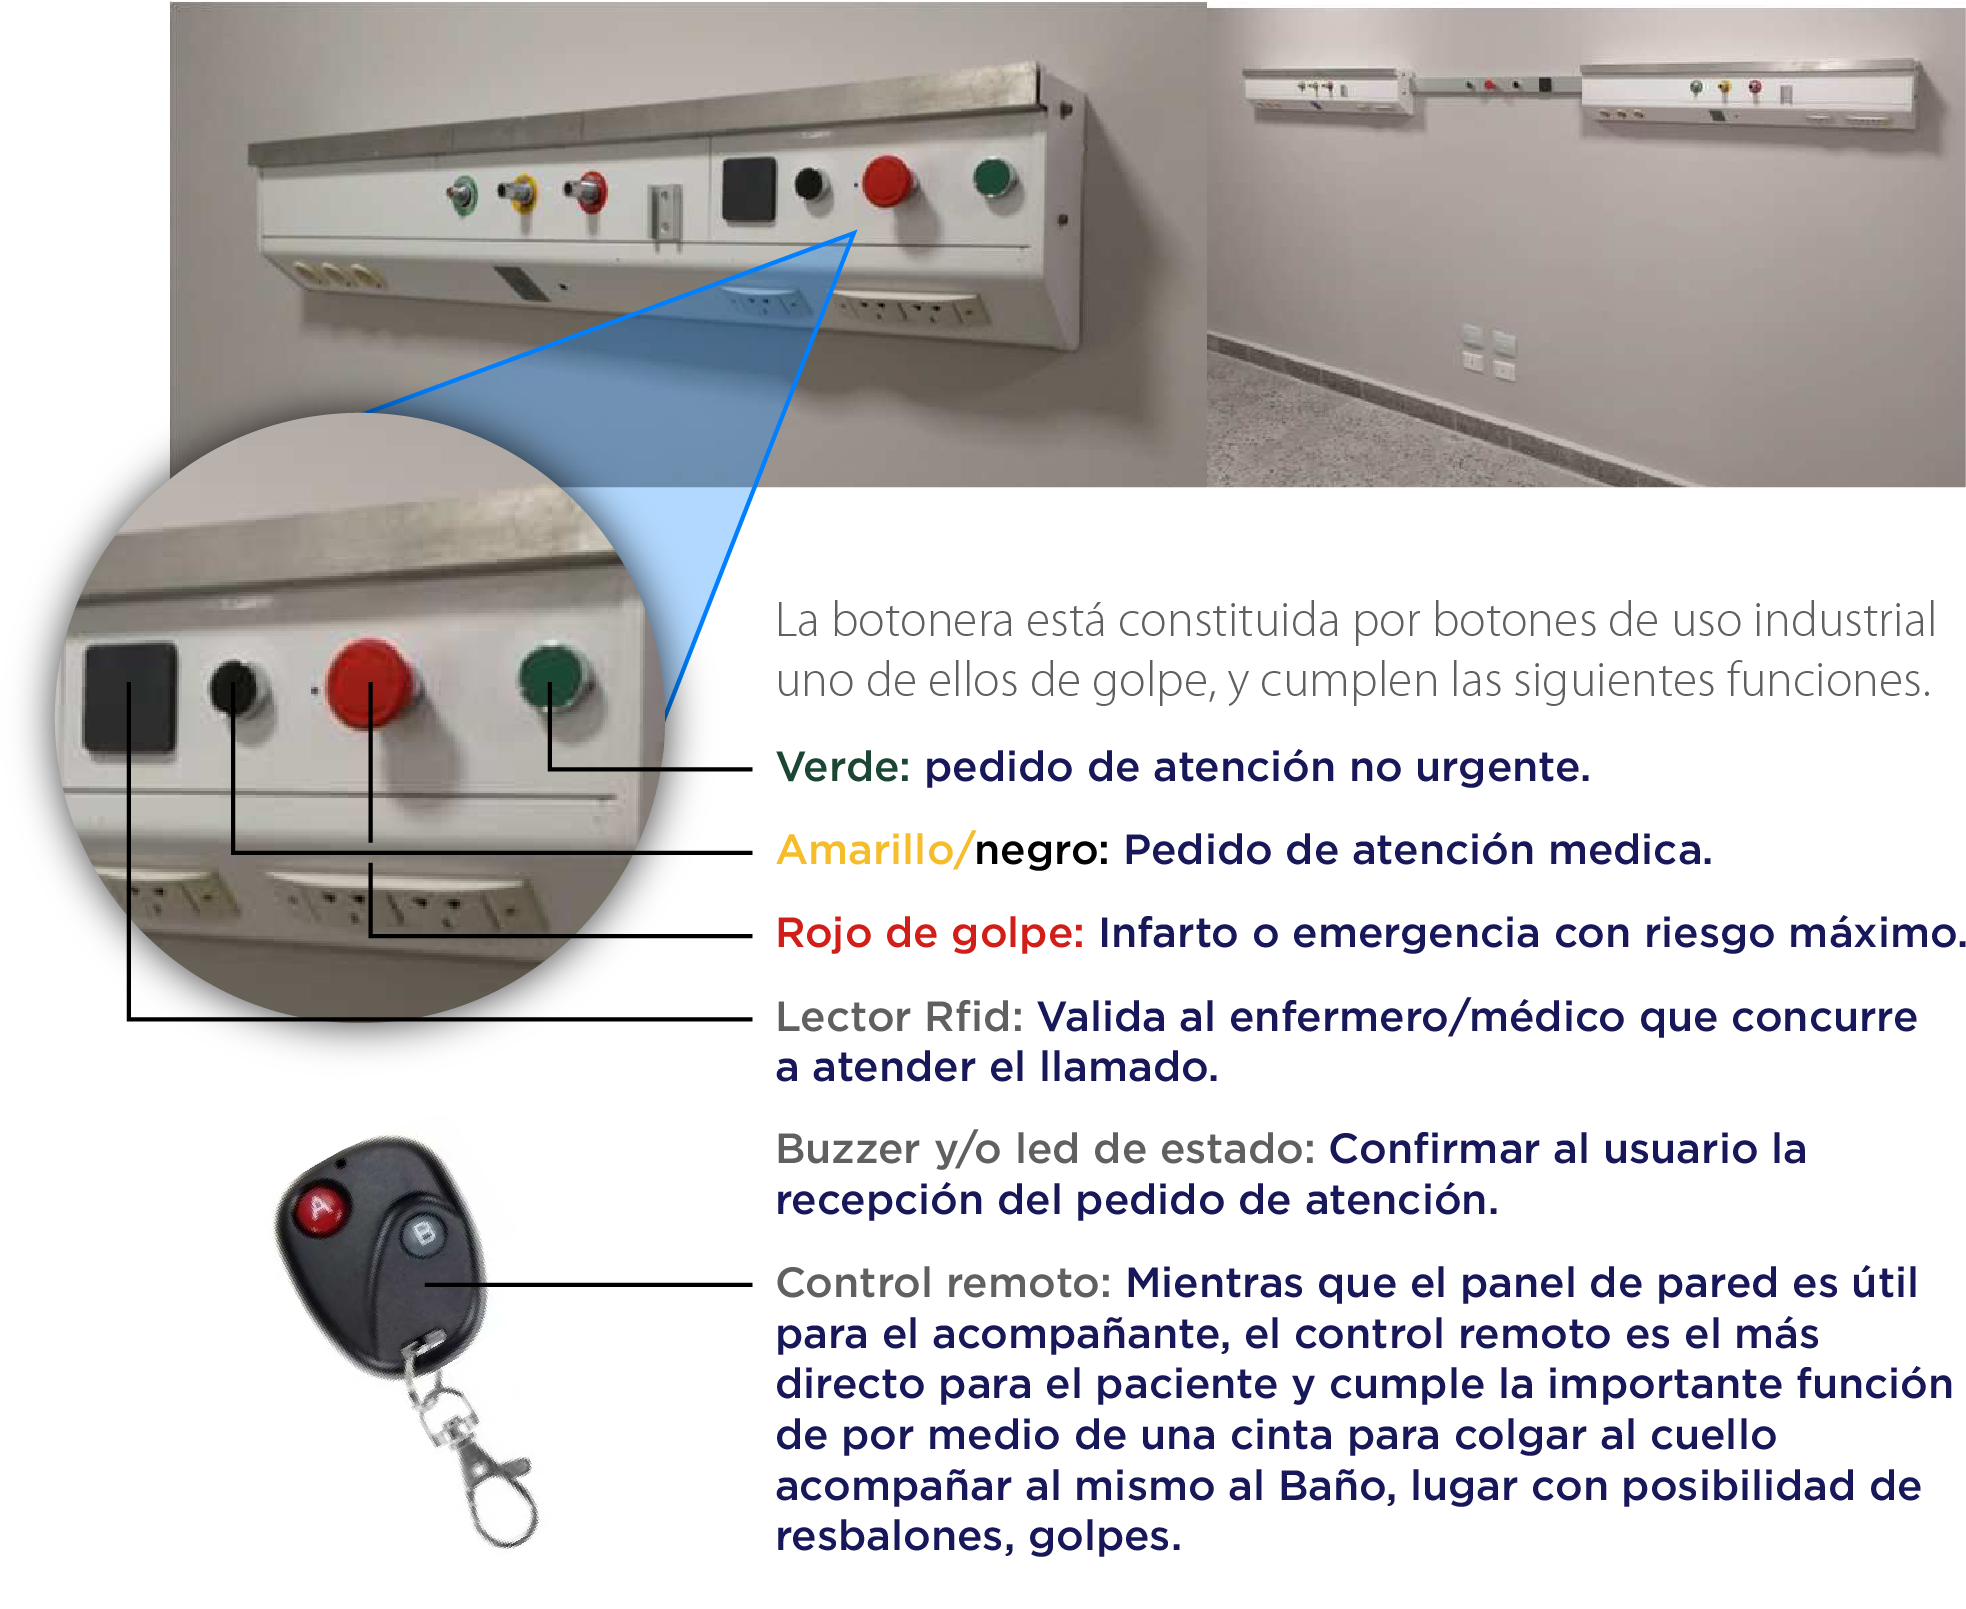 La botonera está constituida por botones de uso industrial
uno de ellos de golpe, y cumplen las siguientes funciones.
Verde: pedido de atención no urgente.
Amarillo/negro: Pedido de atención medica.
Rojo de golpe: Infarto o emergencia con riesgo máximo.
Lector Rfid: Valida al enfermero/médico que concurre
a atender el llamado.
Buzzer y/o led de estado: Confirmar al usuario la
recepción del pedido de atención.
A
B
Control remoto: Mientras que el panel de pared es útil
para el acompañante, el control remoto es el más
directo para el paciente y cumple la importante función
de por medio de una cinta para colgar al cuello
acompañar al mismo al Baño, lugar con posibilidad de
resbalones, golpes.